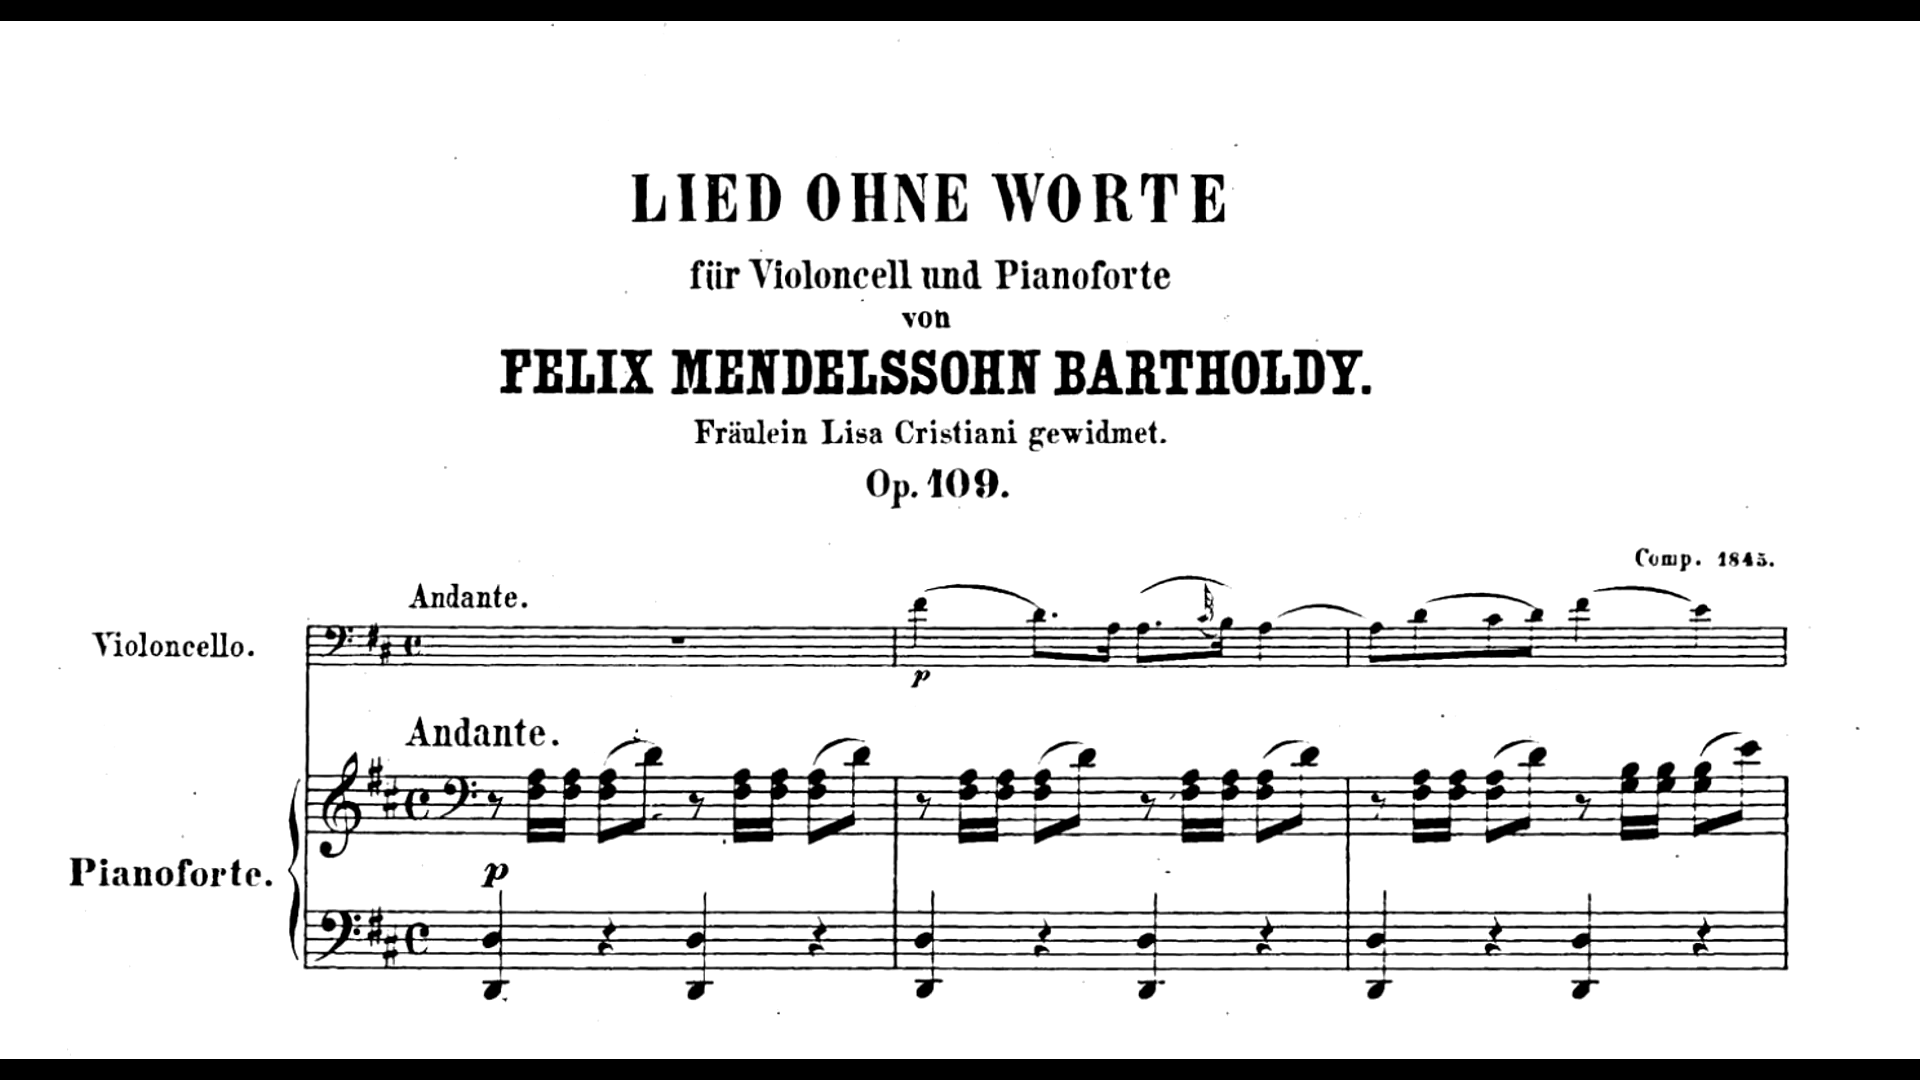 LIED OHNE WORTE
für Violoncell und Pianoforte
von
FELIX MENDELSSOHN BARTHOLDY.
Fräulein Lisa Cristiani gewidmet.
Op. 109.
Comp. 1845.
Andante.
Violoncello.
p
Andante.
Pianoforte.
p